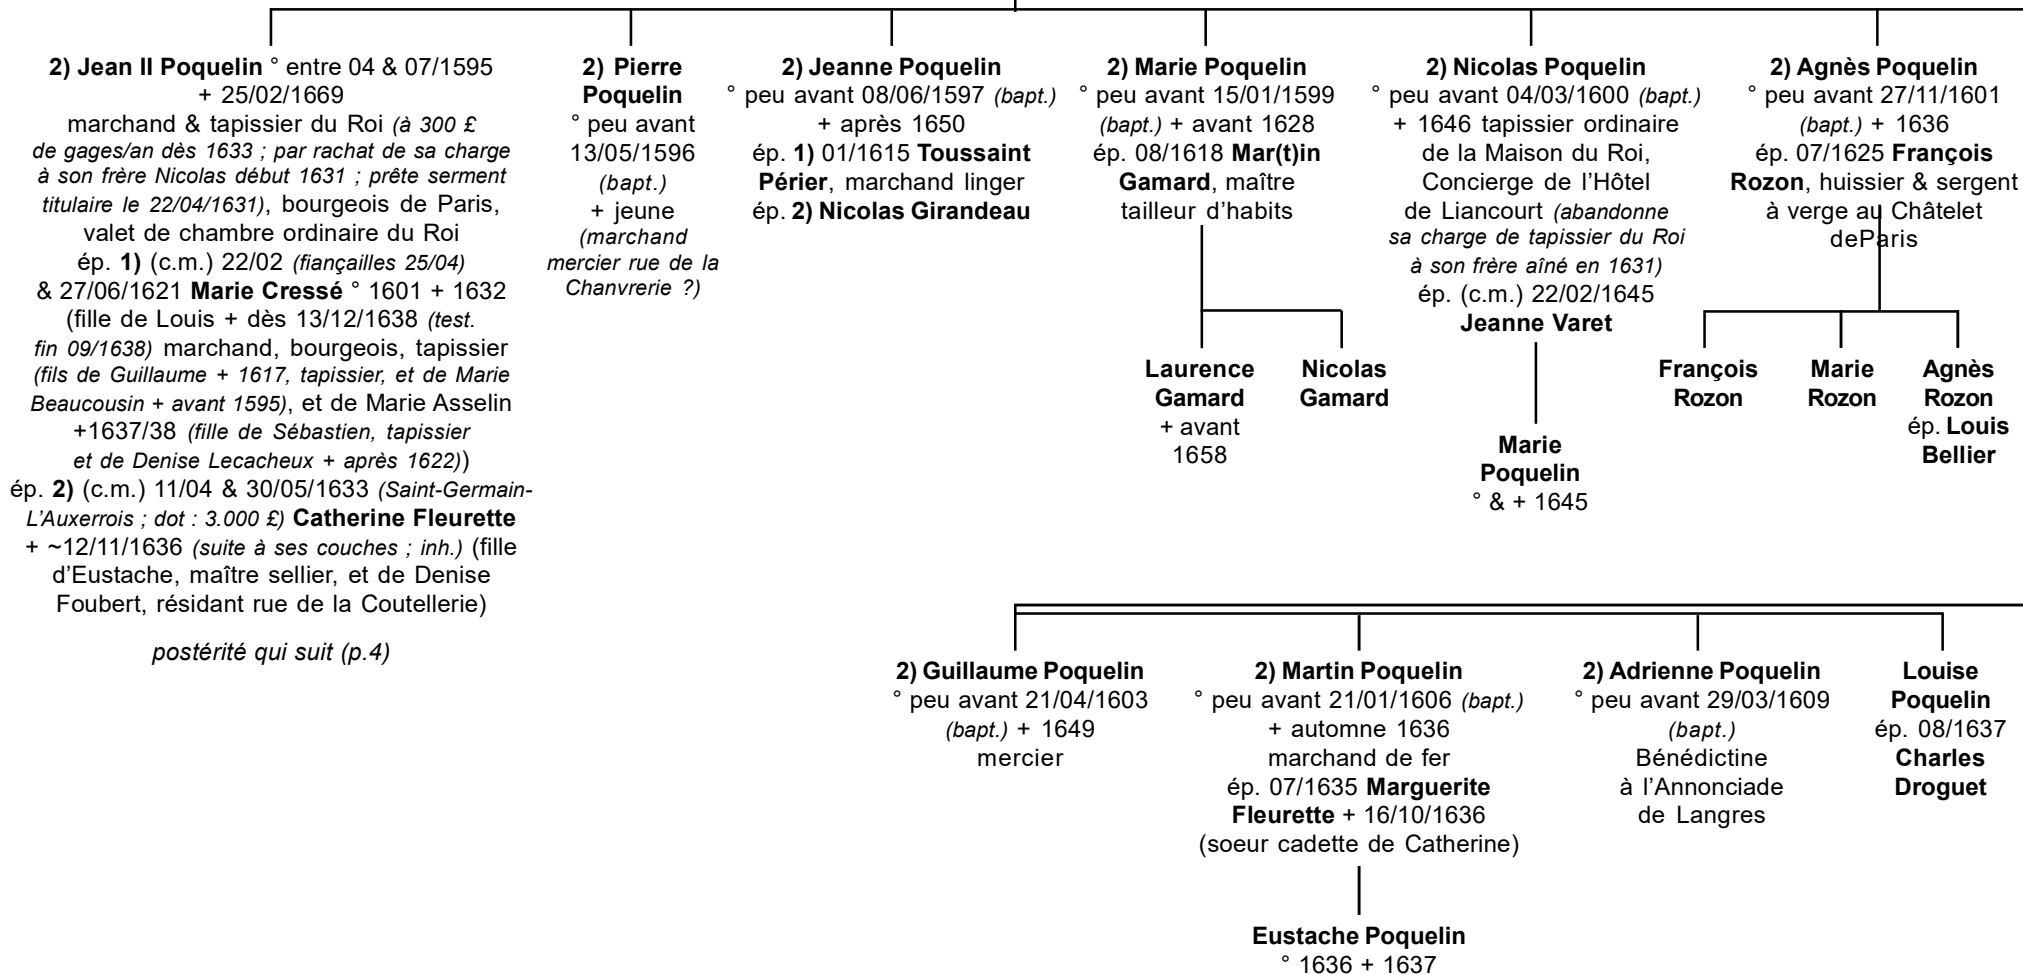 2) Jean II Poquelin ° entre 04 & 07/1595
+ 25/02/1669
marchand & tapissier du Roi (à 300 £
de gages/an dès 1633 ; par rachat de sa charge
à son frère Nicolas début 1631 ; prête serment
titulaire le 22/04/1631), bourgeois de Paris,
valet de chambre ordinaire du Roi
ép. 1) (c.m.) 22/02 (fiançailles 25/04)
& 27/06/1621 Marie Cressé ° 1601 + 1632
(fille de Louis + dès 13/12/1638 (test.
fin 09/1638) marchand, bourgeois, tapissier
(fils de Guillaume + 1617, tapissier, et de Marie
Beaucousin + avant 1595), et de Marie Asselin
+1637/38 (fille de Sébastien, tapissier
et de Denise Lecacheux + après 1622))
ép. 2) (c.m.) 11/04 & 30/05/1633 (Saint-Germain-
L'Auxerrois ; dot : 3.000 £) Catherine Fleurette
+ ~12/11/1636 (suite à ses couches ; inh.) (fille
d'Eustache, maître sellier, et de Denise
Foubert, résidant rue de la Coutellerie)
postérité qui suit (p.4)
2) Pierre
Poquelin
° peu avant
13/05/1596
(bapt.)
+ jeune
(marchand
mercier rue de la
Chanvrerie ?)
2) Jeanne Poquelin
° peu avant 08/06/1597 (bapt.)
+ après 1650
ép. 1) 01/1615 Toussaint
Périer, marchand linger
ép. 2) Nicolas Girandeau
2) Marie Poquelin
° peu avant 15/01/1599
(bapt.) + avant 1628
ép. 08/1618 Mar(t)in
Gamard, maître
tailleur d'habits
Laurence
Gamard
+ avant
1658
Nicolas
Gamard
2) Nicolas Poquelin
° peu avant 04/03/1600 (bapt.)
+ 1646 tapissier ordinaire
de la Maison du Roi,
Concierge de l'Hôtel
de Liancourt (abandonne
sa charge de tapissier du Roi
à son frère aîné en 1631)
ép. (c.m.) 22/02/1645
Jeanne Varet
Marie
Poquelin
° & + 1645
2) Agnès Poquelin
° peu avant 27/11/1601
(bapt.) + 1636
ép. 07/1625 François
Rozon, huissier & sergent
à verge au Châtelet
deParis
François
Rozon
Marie
Rozon
Agnès
Rozon
ép. Louis
Bellier
2) Guillaume Poquelin
° peu avant 21/04/1603
(bapt.) + 1649
mercier
2) Martin Poquelin
° peu avant 21/01/1606 (bapt.)
+ automne 1636
marchand de fer
ép. 07/1635 Marguerite
Fleurette + 16/10/1636
(soeur cadette de Catherine)
Eustache Poquelin
° 1636 + 1637
2) Adrienne Poquelin
° peu avant 29/03/1609
(bapt.)
Bénédictine
à l'Annonciade
de Langres
Louise
Poquelin
ép. 08/1637
Charles
Droguet